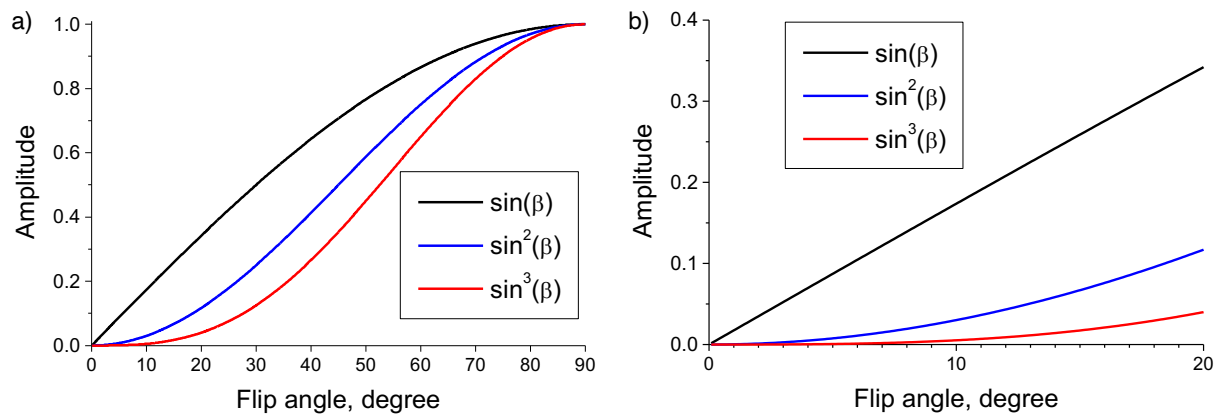 a)
1.0
0.8
0.6
0.4
0.2
0.0
Amplitude
0 10 20 30 40 50 60 70 80 90
Flip angle, degree
sin(β)
sin²(β)
sin³(β)
b)
0.4
0.3
0.2
0.1
0.0
Amplitude
0 10 20
Flip angle, degree
sin(β)
sin²(β)
sin³(β)